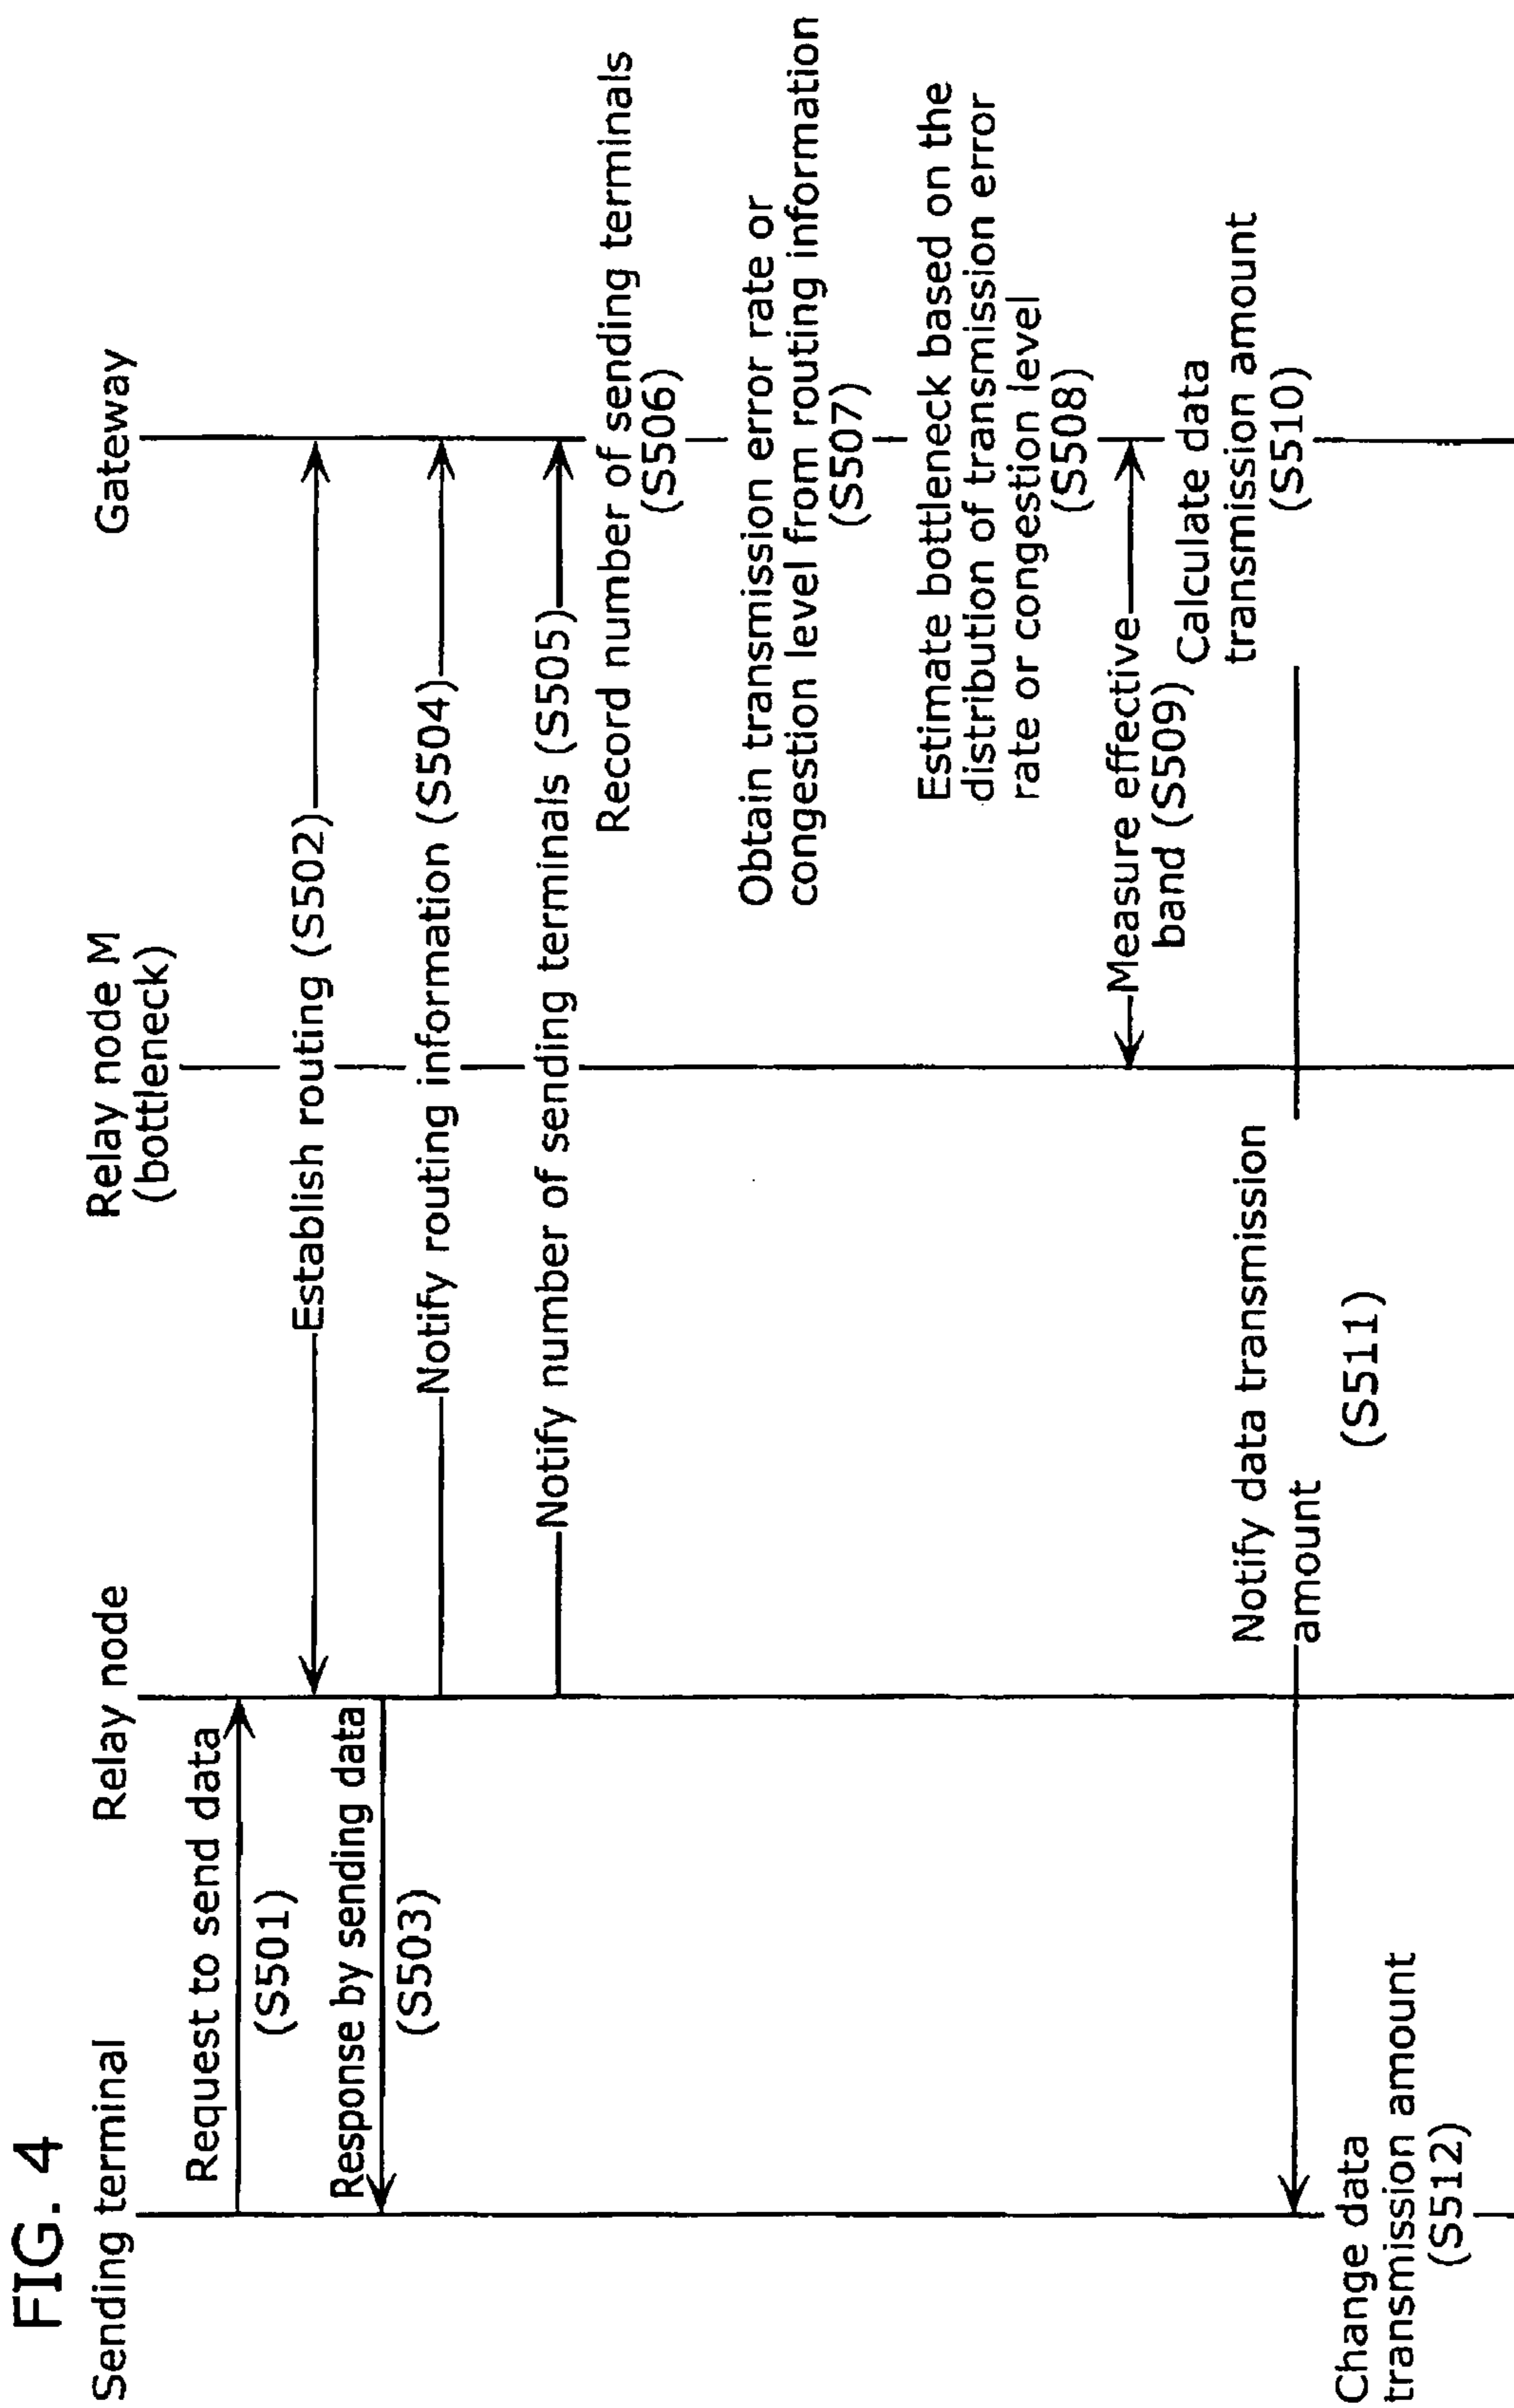 FIG. 4
Sending terminal
Relay node
Relay node M
(bottleneck)
Gateway
Request to send data
(S501)
Establish routing (S502)
Response by sending data
(S503)
Notify routing information (S504)
Notify number of sending terminals (S505)
Record number of sending terminals
(S506)
Obtain transmission error rate or
congestion level from routing information
(S507)
Estimate bottleneck based on the
distribution of transmission error
rate or congestion level
(S508)
Measure effective
band (S509)
Calculate data
transmission amount
(S510)
Notify data transmission
amount
(S511)
Change data
transmission amount
(S512)